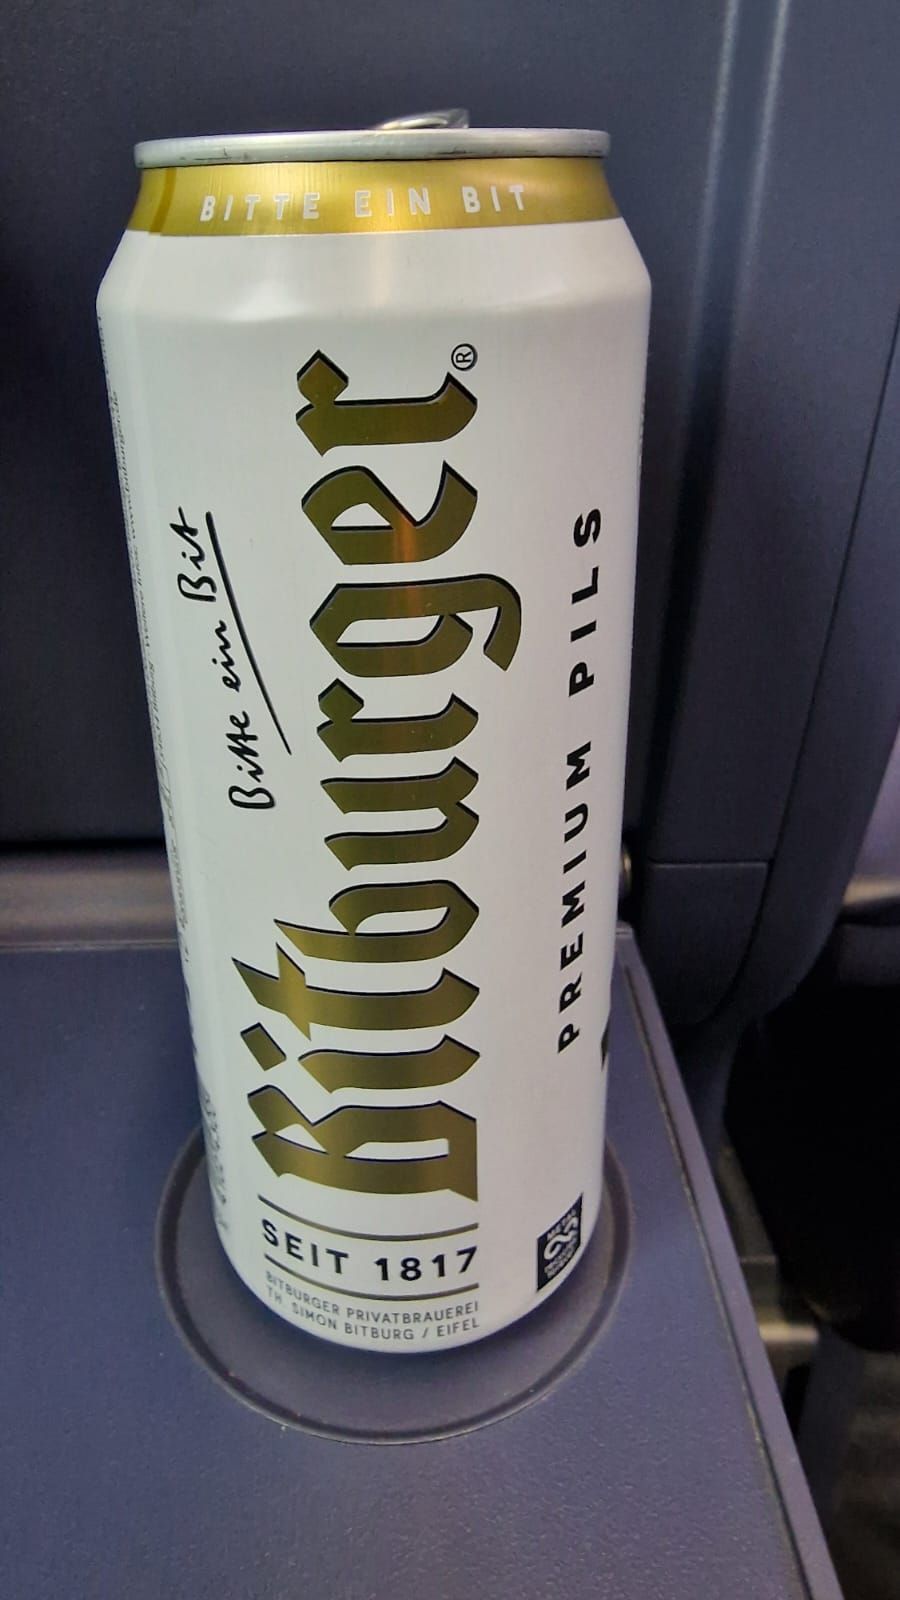 BITTE EIN BIT
Bitte ein Bit
Bitburger®
PREMIUM PILS
SEIT 1817
BITBURGER PRIVATBRAUEREI
TH. SIMON BITBURG / EIFEL